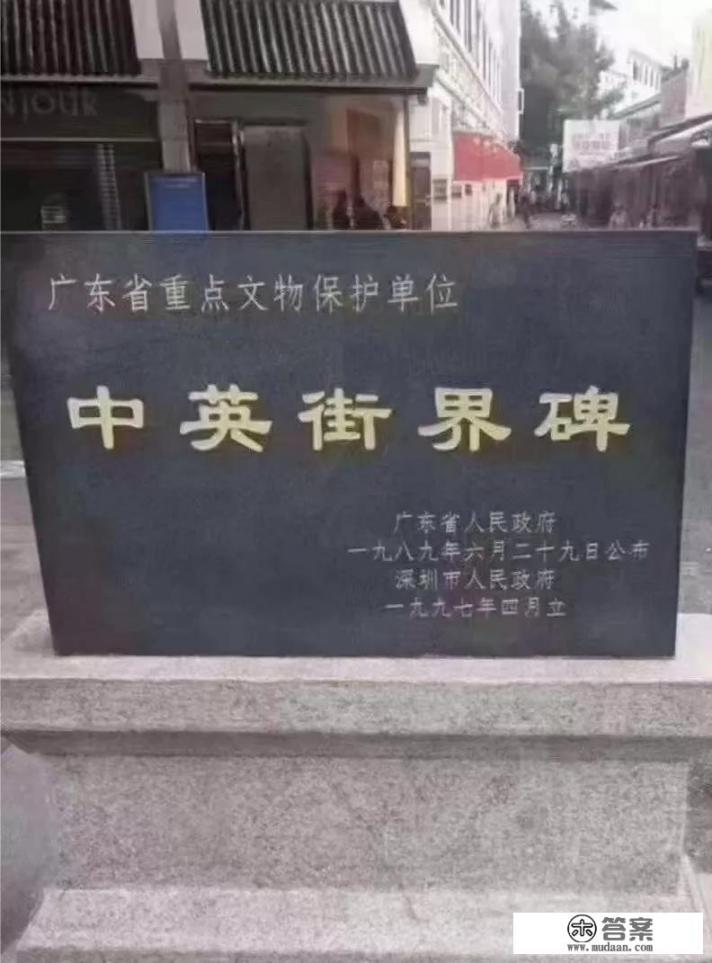 NJOUR
广东省重点文物保护单位
中英街界碑
广东省人民政府
一九八九年六月二十九日公布
深圳市人民政府
一九九七年四月立
答案
www.mudaan.com